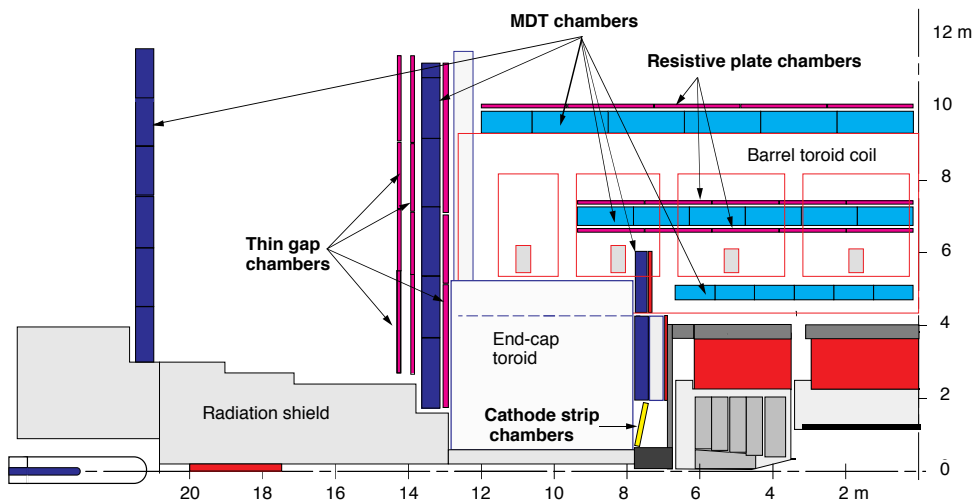 MDT chambers
12 m
Resistive plate chambers
10
Barrel toroid coil
8
Thin gap
chambers
6
End-cap
toroid
4
Radiation shield
Cathode strip
chambers
2
0
20
18
16
14
12
10
8
6
4
2 m